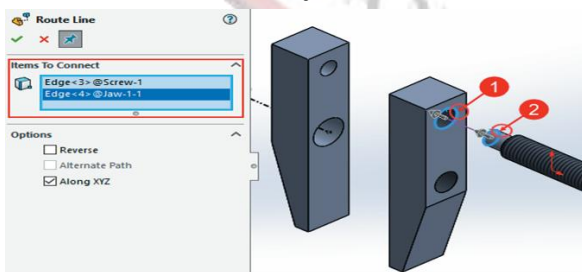 Route Line
Items To Connect
Edge<3>@Screw-1
Edge<4>@Jaw-1-1
Options
Reverse
Alternate Path
Along XYZ
1
2